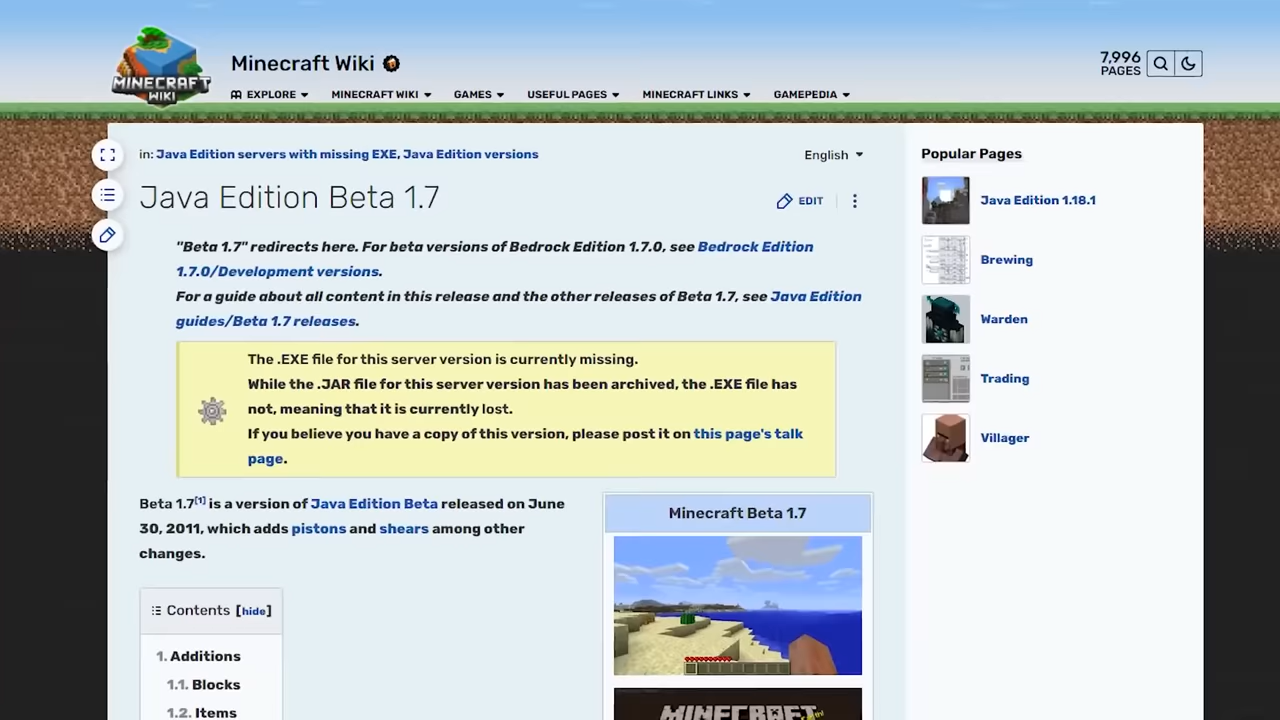 MINECRAFT
WIKI
Minecraft Wiki
7,996
PAGES
EXPLORE
MINECRAFT WIKI
GAMES
USEFUL PAGES
MINECRAFT LINKS
GAMEPEDIA
in: Java Edition servers with missing EXE, Java Edition versions
English
Java Edition Beta 1.7
EDIT
"Beta 1.7" redirects here. For beta versions of Bedrock Edition 1.7.0, see Bedrock Edition
1.7.0/Development versions.
For a guide about all content in this release and the other releases of Beta 1.7, see Java Edition
guides/Beta 1.7 releases.
The .EXE file for this server version is currently missing.
While the .JAR file for this server version has been archived, the .EXE file has
not, meaning that it is currently lost.
If you believe you have a copy of this version, please post it on this page's talk
page.
Beta 1.7[1] is a version of Java Edition Beta released on June
30, 2011, which adds pistons and shears among other
changes.
Contents [hide]
1. Additions
1.1. Blocks
1.2. Items
Minecraft Beta 1.7
MINECRAFT
Popular Pages
Java Edition 1.18.1
Brewing
Warden
Trading
Villager